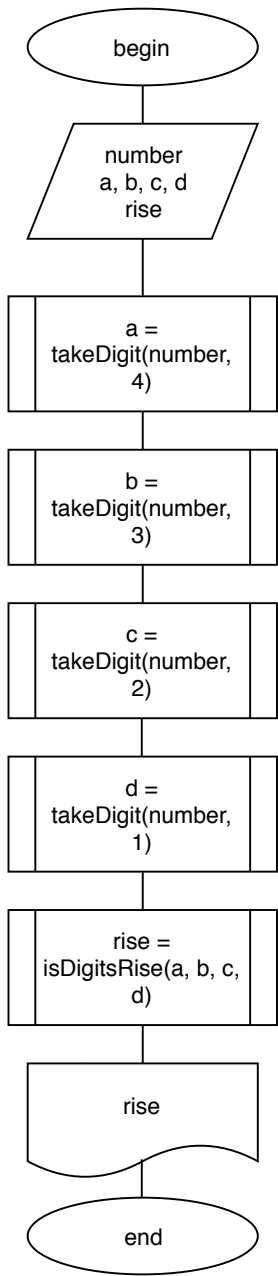 begin
number
a, b, c, d
rise
a =
takeDigit(number,
4)
b =
takeDigit(number,
3)
c =
takeDigit(number,
2)
d =
takeDigit(number,
1)
rise =
isDigitsRise(a, b, c,
d)
rise
end